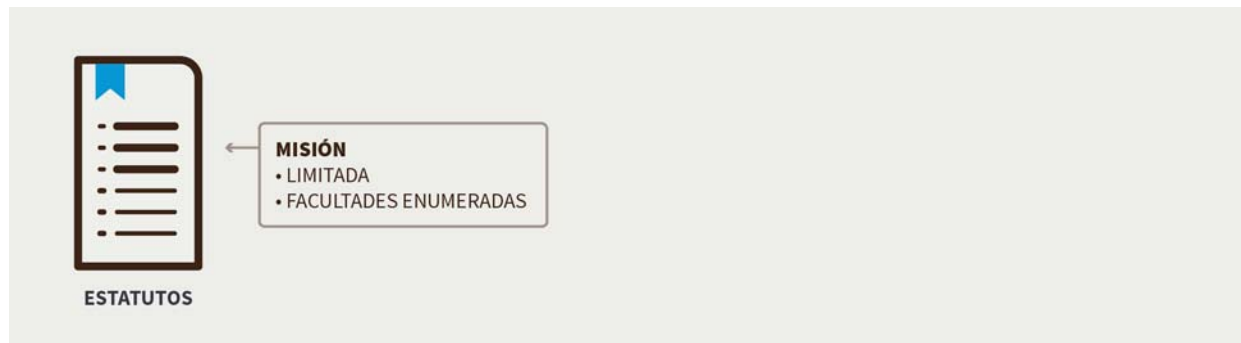 MISIÓN
• LIMITADA
• FACULTADES ENUMERADAS
ESTATUTOS